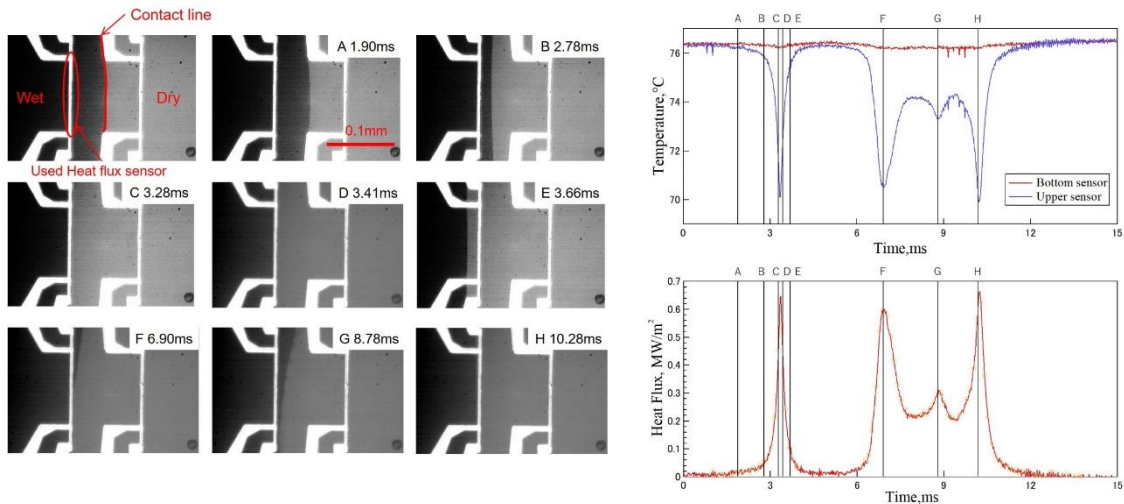 Contact line
Wet
Dry
Used Heat flux sensor
A 1.90ms
0.1mm
B 2.78ms
C 3.28ms
D 3.41ms
E 3.66ms
F 6.90ms
G 8.78ms
H 10.28ms
A B C D E F G H
76
74
72
70
Temperature,°C
Bottom sensor
Upper sensor
0 3 6 9 12 15
Time,ms
A B C D E F G H
0.7
0.6
0.5
0.4
0.3
0.2
0.1
0
Heat Flux, MW/m²
0 3 6 9 12 15
Time,ms